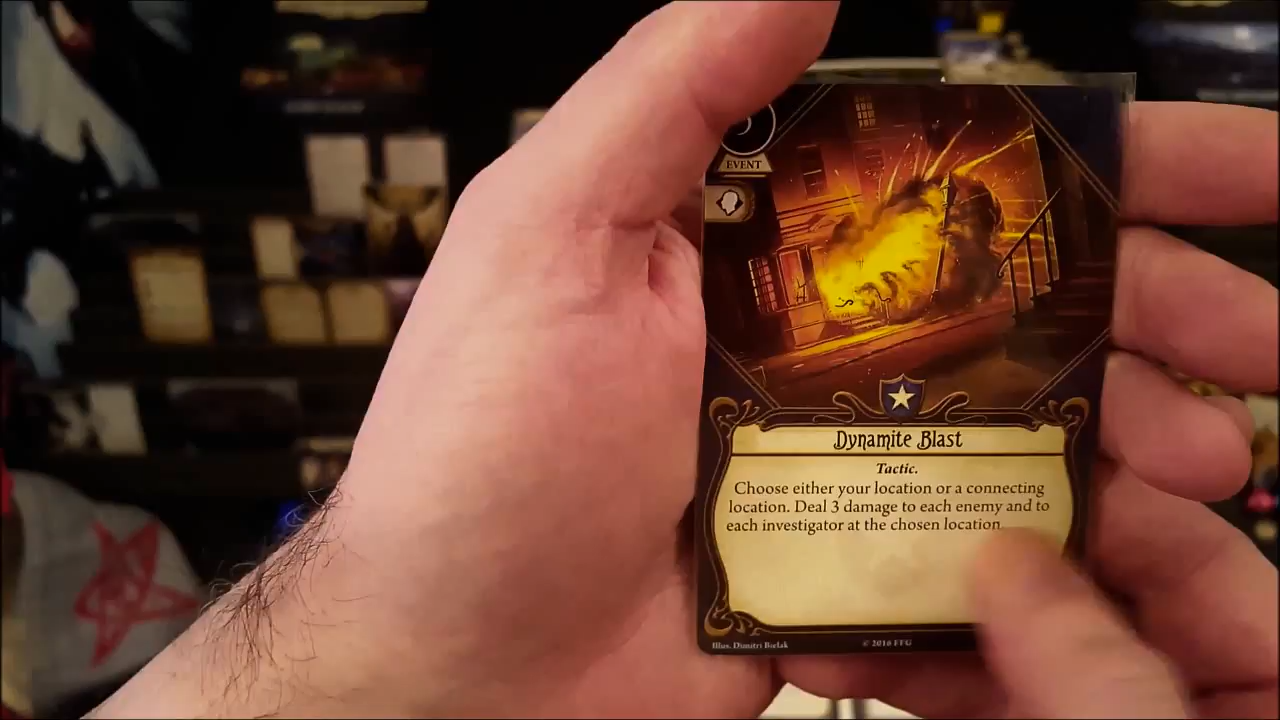 EVENT
Dynamite Blast
Tactic.
Choose either your location or a connecting
location. Deal 3 damage to each enemy and to
each investigator at the chosen location
Illus. Dimitri Bielak
© 2016 FFG